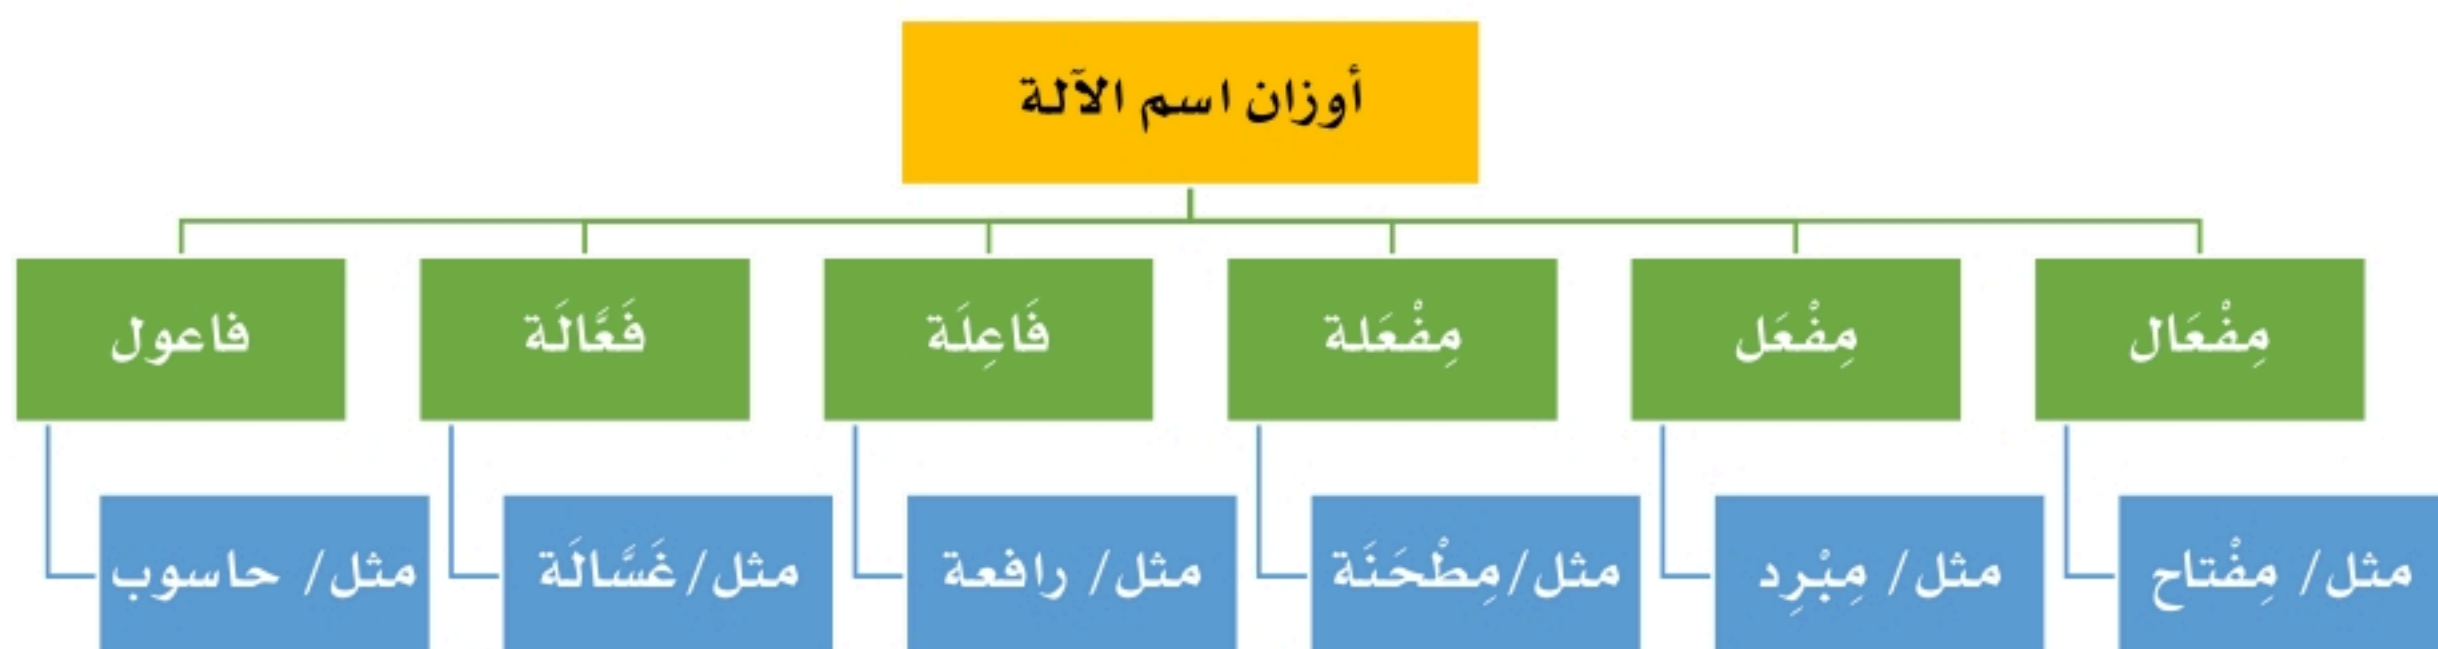 أوزان اسم الآلة
مِفْعَال
مِفْعَل
مِفْعَلة
فَاعِلَة
فَعَّالَة
فاعول
مثل/ مِفْتاح
مثل/ مِبْرِد
مثل/مِطْحَنَة
مثل/ رافعة
مثل/غَسَّالَة
مثل/ حاسوب